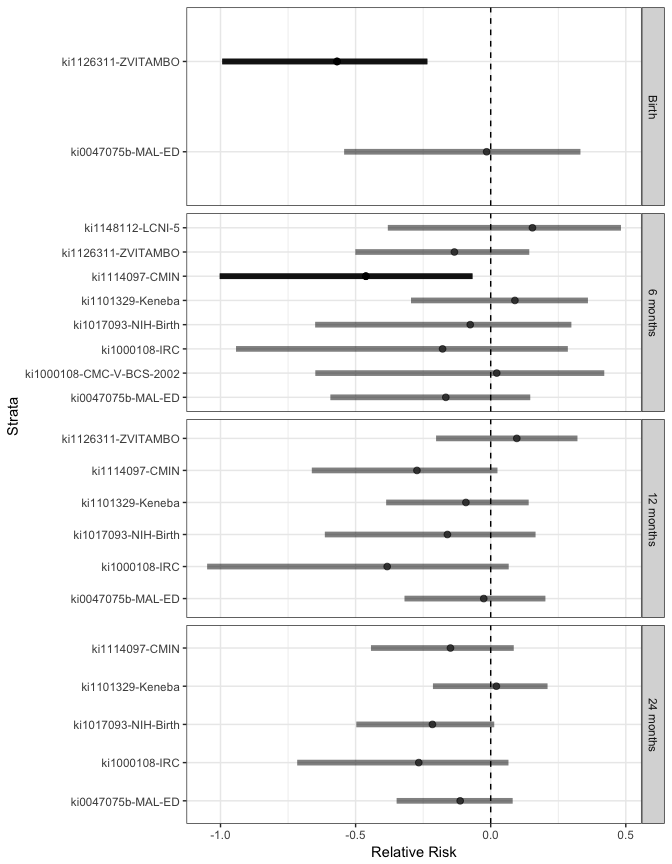 Strata
ki1126311-ZVITAMBO
ki0047075b-MAL-ED
Birth
ki1148112-LCNI-5
ki1126311-ZVITAMBO
ki1114097-CMIN
ki1101329-Keneba
ki1017093-NIH-Birth
ki1000108-IRC
ki1000108-CMC-V-BCS-2002
ki0047075b-MAL-ED
6 months
ki1126311-ZVITAMBO
ki1114097-CMIN
ki1101329-Keneba
ki1017093-NIH-Birth
ki1000108-IRC
ki0047075b-MAL-ED
12 months
ki1114097-CMIN
ki1101329-Keneba
ki1017093-NIH-Birth
ki1000108-IRC
ki0047075b-MAL-ED
24 months
-1.0 -0.5 0.0 0.5
Relative Risk